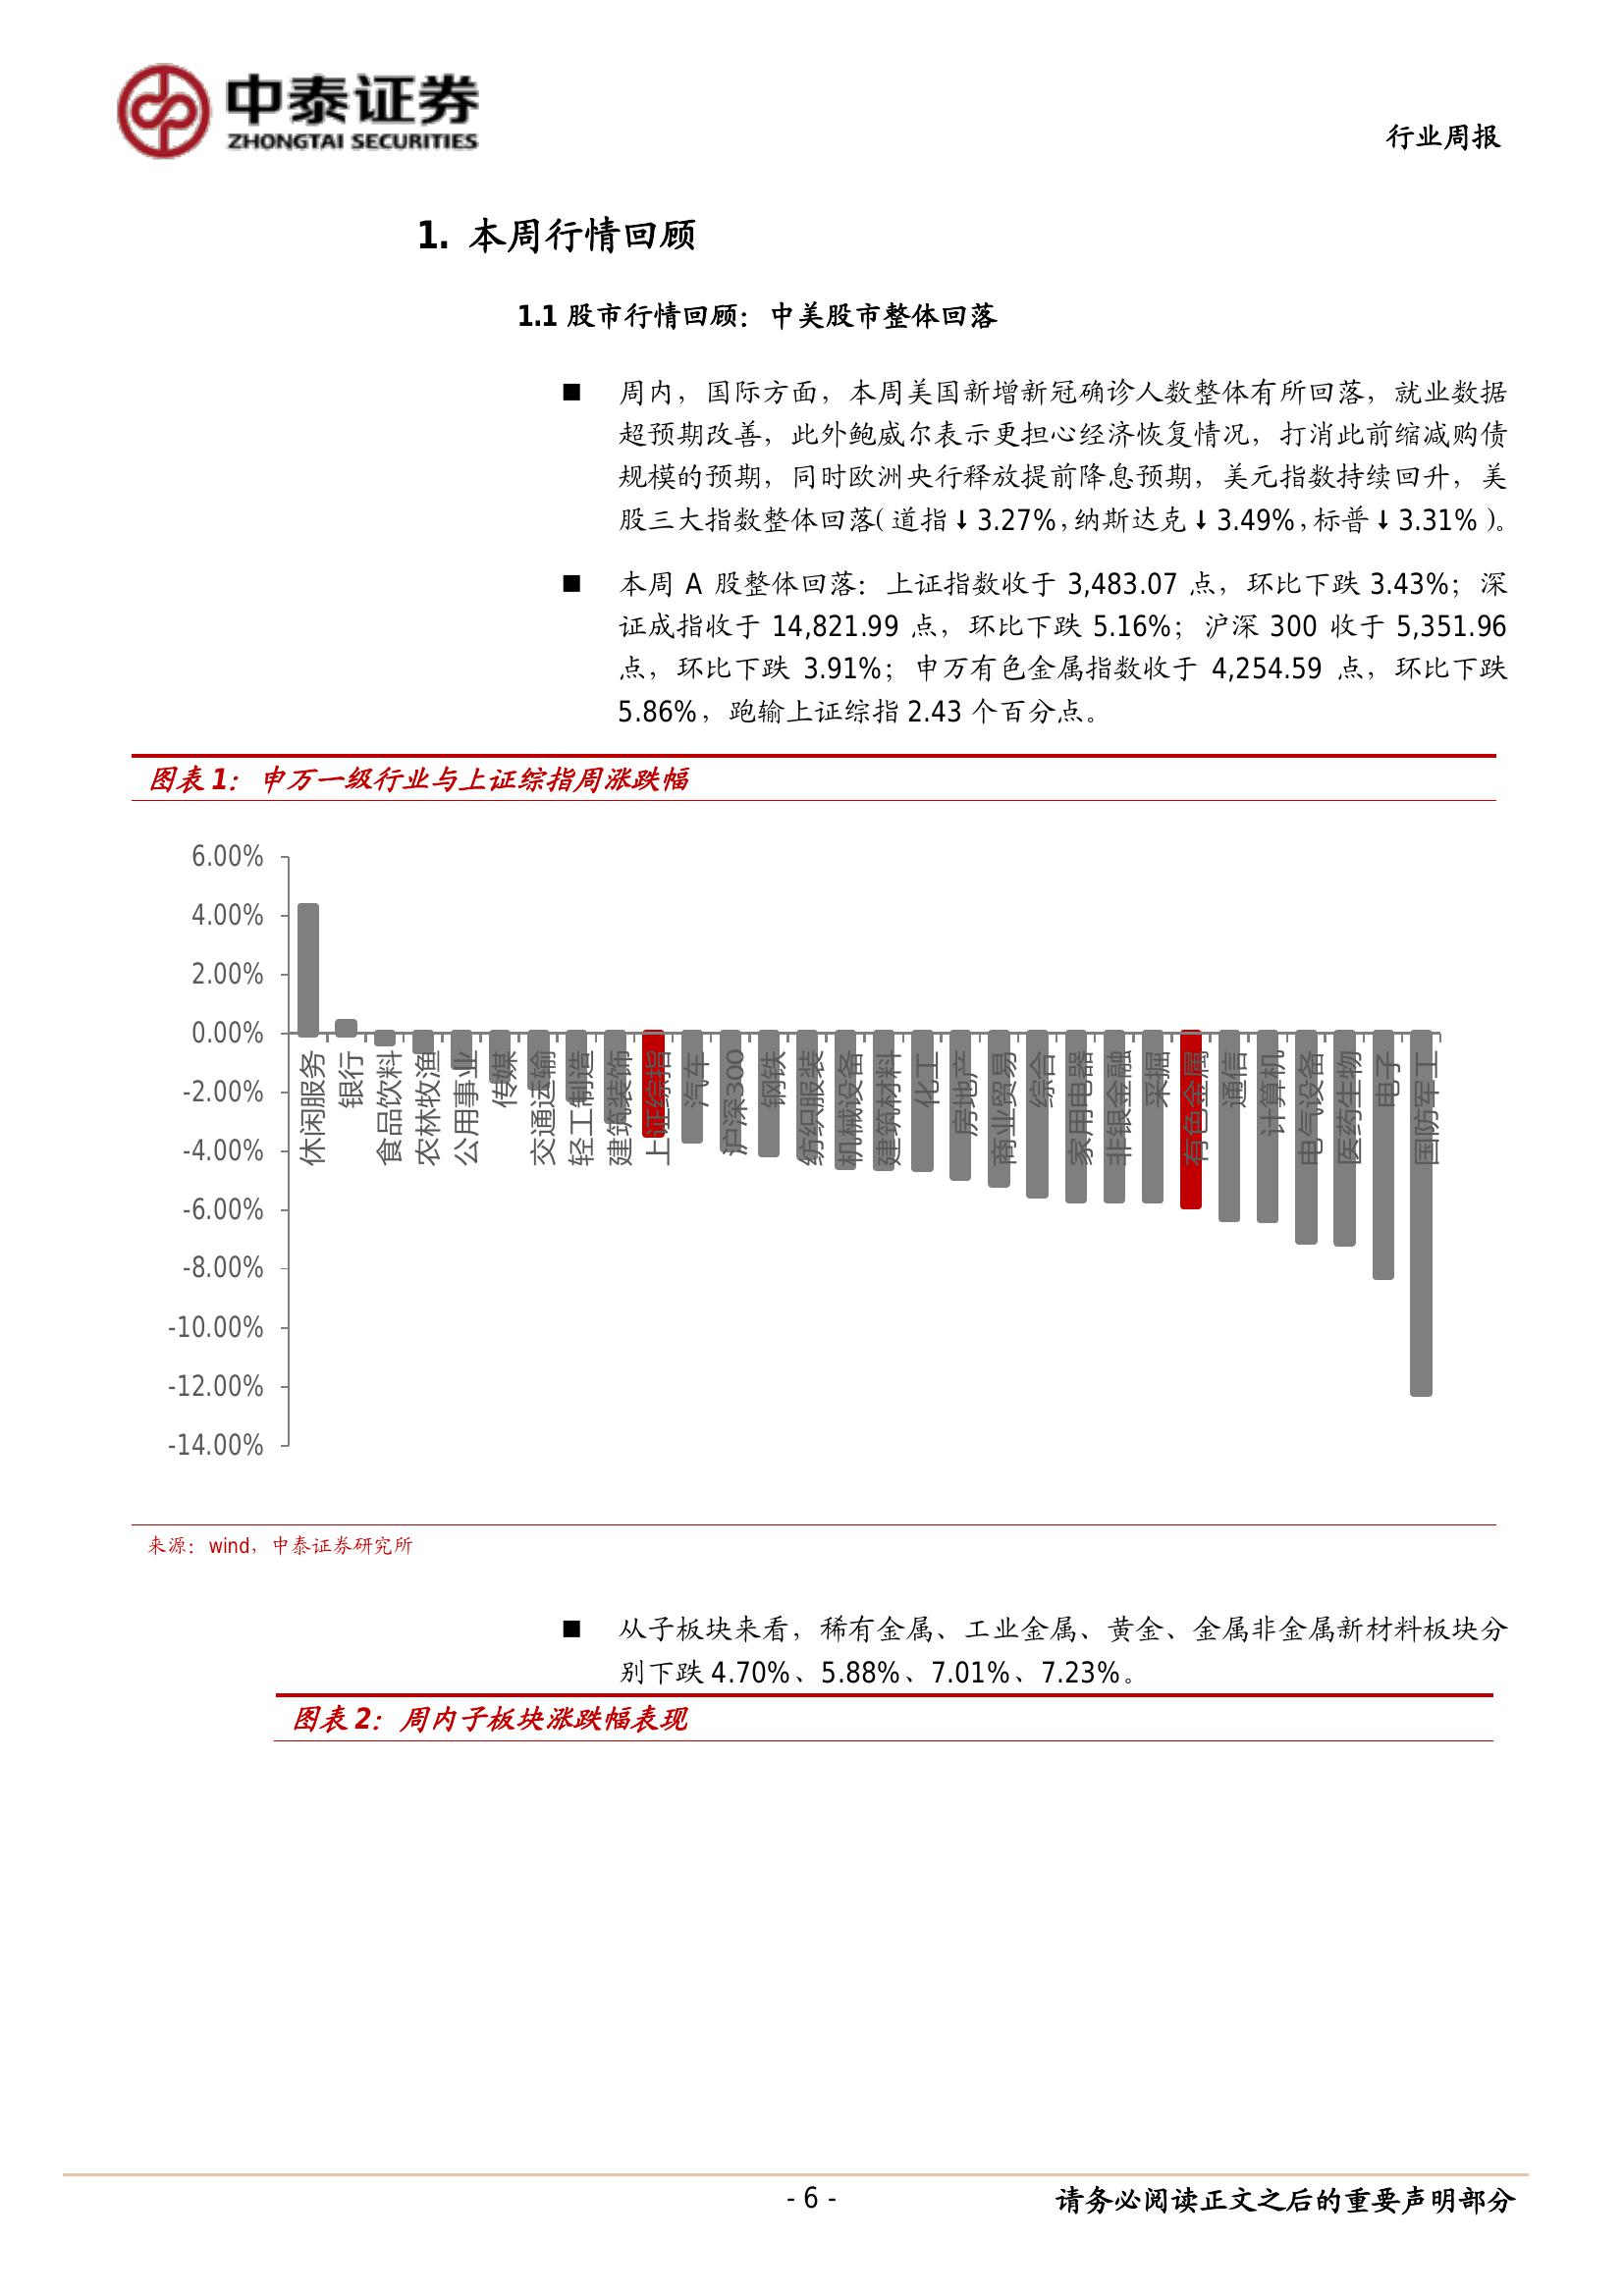 中泰证券
ZHONGTAI SECURITIES
行业周报
1. 本周行情回顾
1.1 股市行情回顾：中美股市整体回落
■ 周内，国际方面，本周美国新增新冠确诊人数整体有所回落，就业数据
超预期改善，此外鲍威尔表示更担心经济恢复情况，打消此前缩减购债
规模的预期，同时欧洲央行释放提前降息预期，美元指数持续回升，美
股三大指数整体回落（道指↓3.27%，纳斯达克↓3.49%，标普↓3.31%）。
■ 本周 A 股整体回落：上证指数收于 3,483.07 点，环比下跌 3.43%；深
证成指收于 14,821.99 点，环比下跌 5.16%；沪深 300 收于 5,351.96
点，环比下跌 3.91%；申万有色金属指数收于 4,254.59 点，环比下跌
5.86%，跑输上证综指 2.43 个百分点。
图表 1：申万一级行业与上证综指周涨跌幅
6.00%
4.00%
2.00%
0.00%
-2.00%
-4.00%
-6.00%
-8.00%
-10.00%
-12.00%
-14.00%
休闲服务
银行
食品饮料
农林牧渔
公用事业
传媒
交通运输
轻工制造
建筑装饰
上证综指
汽车
沪深300
钢铁
纺织服装
机械设备
建筑材料
化工
房地产
商业贸易
综合
家用电器
非银金融
采掘
有色金属
通信
计算机
电气设备
医药生物
电子
国防军工
来源：wind，中泰证券研究所
■ 从子板块来看，稀有金属、工业金属、黄金、金属非金属新材料板块分
别下跌 4.70%、5.88%、7.01%、7.23%。
图表 2：周内子板块涨跌幅表现
- 6 -
请务必阅读正文之后的重要声明部分